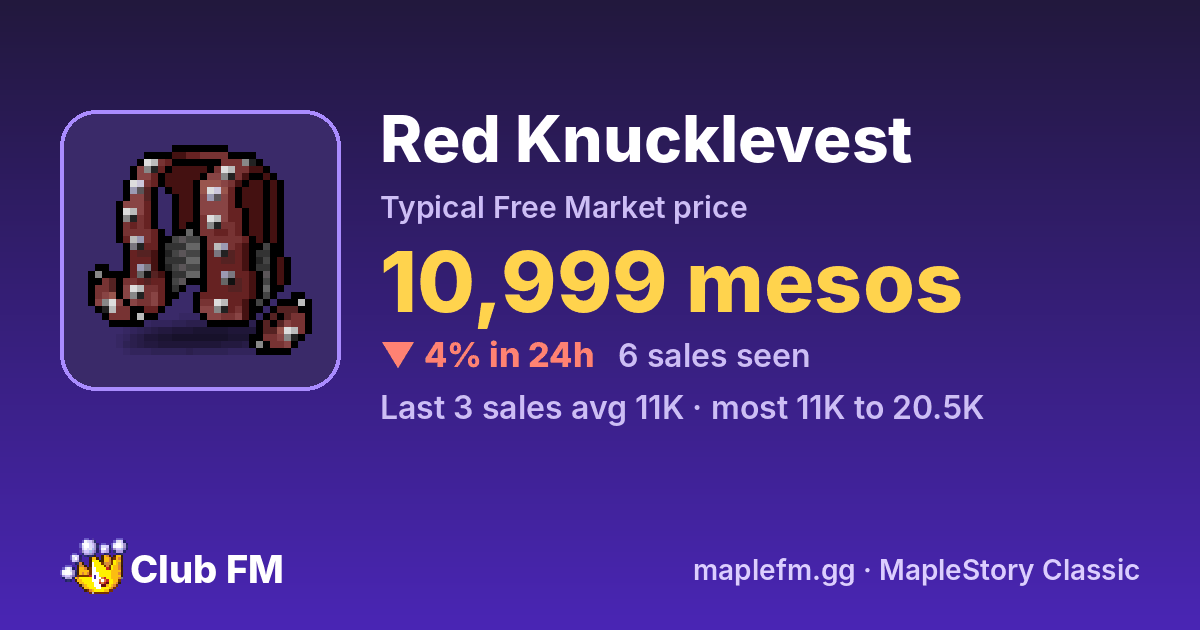 Red Knucklevest
Typical Free Market price
10,999 mesos
▼ 4% in 24h 6 sales seen
Last 3 sales avg 11K · most 11K to 20.5K
Club FM
maplefm.gg · MapleStory Classic